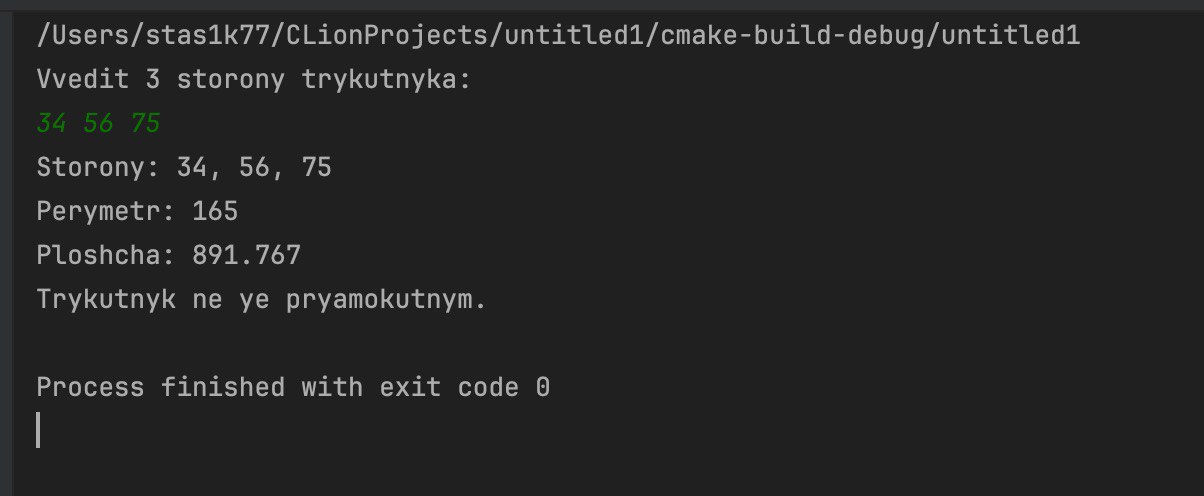 /Users/stas1k77/CLionProjects/untitled1/cmake-build-debug/untitled1
Vvedit 3 storony trykutnyka:
34 56 75
Storony: 34, 56, 75
Perymetr: 165
Ploshcha: 891.767
Trykutnyk ne ye pryamokutnym.
Process finished with exit code 0